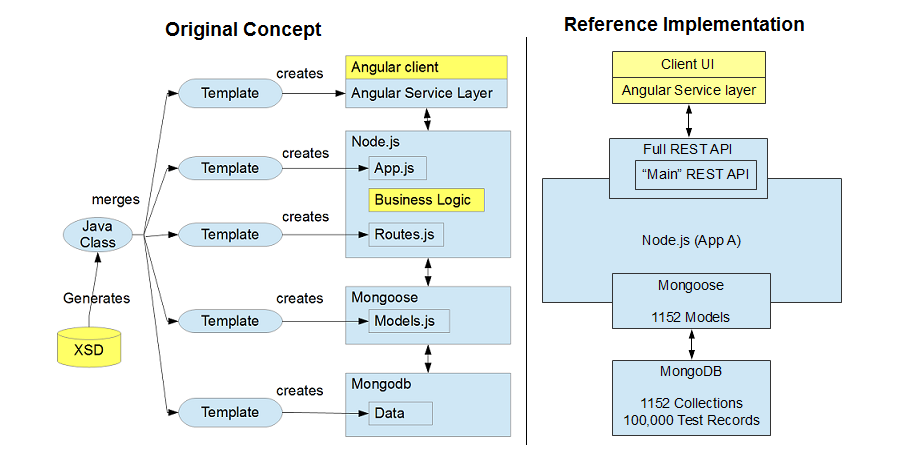 Original Concept
Reference Implementation
creates
Angular client
Template
Angular Service Layer
Node.js
creates
Template
App.js
merges
Business Logic
creates
Java
Class
Template
Routes.js
Generates
creates
Mongoose
Template
Models.js
XSD
creates
Mongodb
Template
Data
Client UI
Angular Service layer
Full REST API
“Main” REST API
Node.js (App A)
Mongoose
1152 Models
MongoDB
1152 Collections
100,000 Test Records